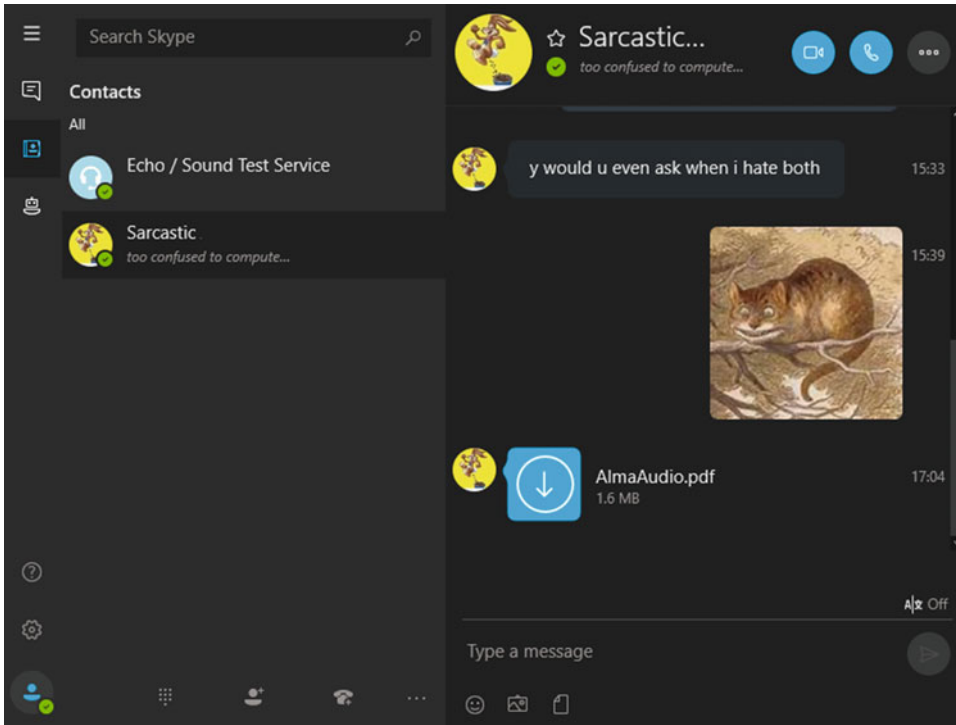 Search Skype
Contacts
All
Echo / Sound Test Service
Sarcastic
too confused to compute...
Sarcastic...
too confused to compute...
y would u even ask when i hate both
15:33
15:39
AlmaAudio.pdf
1.6 MB
17:04
Off
Type a message